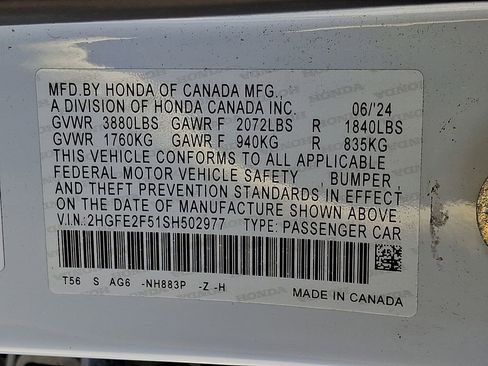 MFD.BY HONDA OF CANADA MFG.,
A DIVISION OF HONDA CANADA INC. 06/'24
GVWR 3880LBS GAWR F 2072LBS R 1840LBS
GVWR 1760KG GAWR F 940KG R 835KG
THIS VEHICLE CONFORMS TO ALL APPLICABLE
FEDERAL MOTOR VEHICLE SAFETY , BUMPER ,
AND THEFT PREVENTION STANDARDS IN EFFECT
ON THE DATE OF MANUFACTURE SHOWN ABOVE.
V.I.N:2HGFE2F51SH502977 TYPE: PASSENGER CAR
T56 S AG6 -NH883P -Z -H
MADE IN CANADA